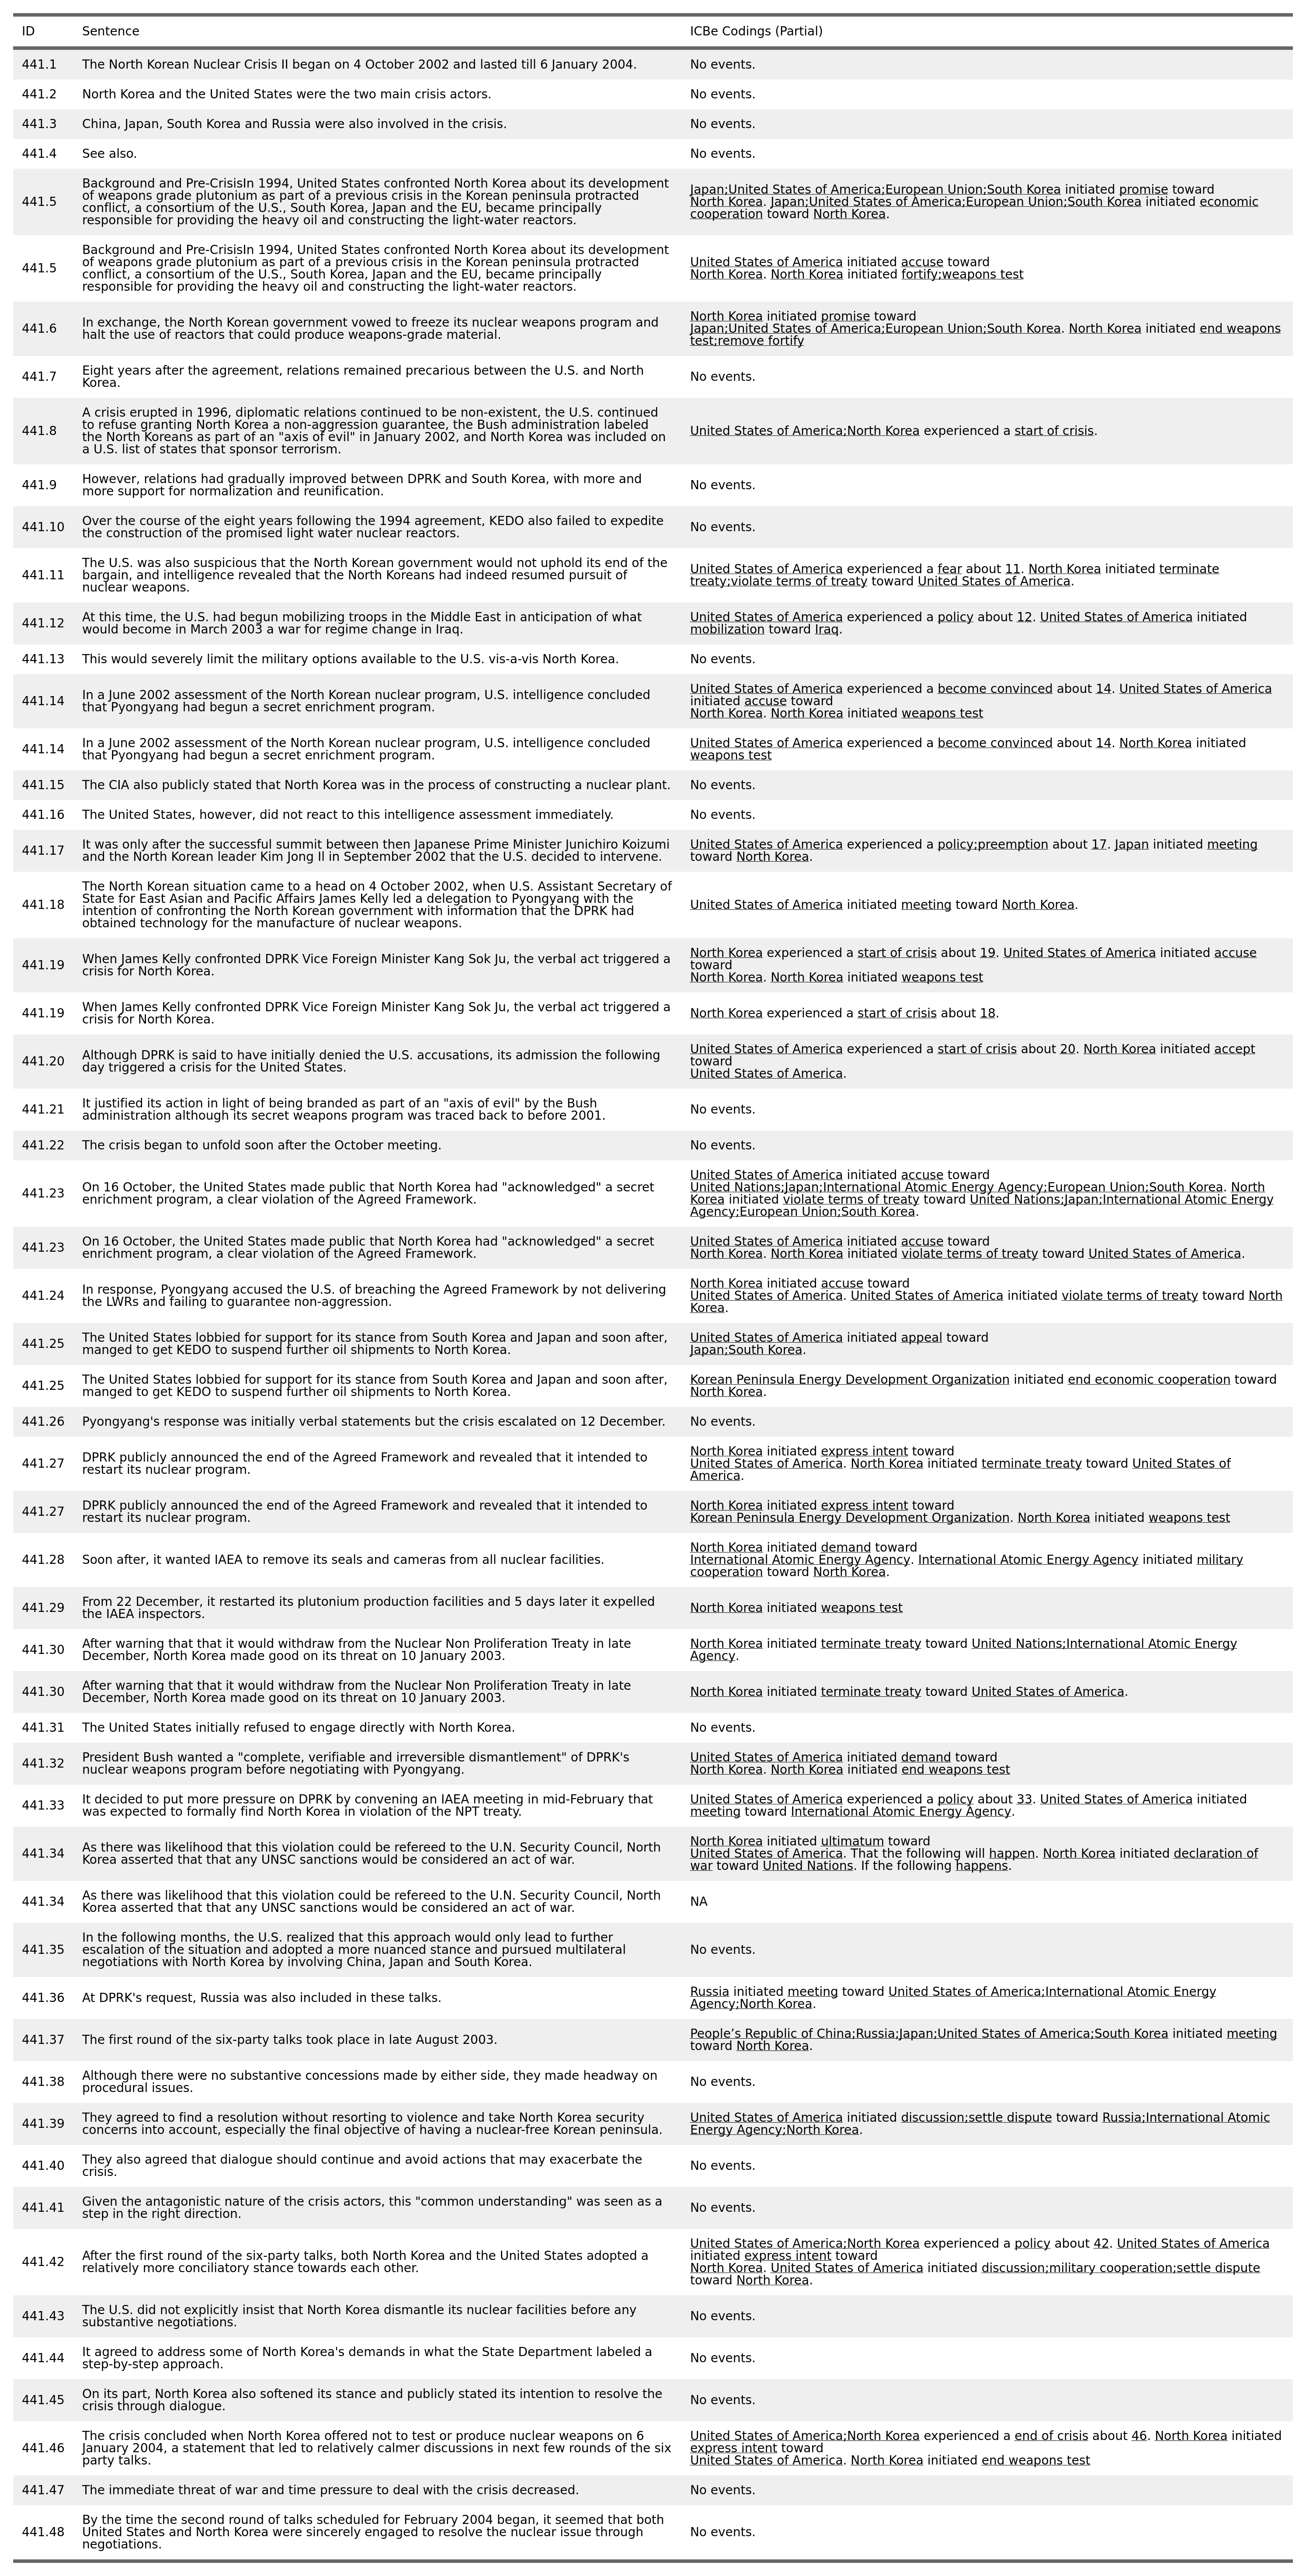 ID Sentence ICBe Codings (Partial)
441.1 The North Korean Nuclear Crisis II began on 4 October 2002 and lasted till 6 January 2004. No events.
441.2 North Korea and the United States were the two main crisis actors. No events.
441.3 China, Japan, South Korea and Russia were also involved in the crisis. No events.
441.4 See also. No events.
441.5
Background and Pre-CrisisIn 1994, United States confronted North Korea about its development
of weapons grade plutonium as part of a previous crisis in the Korean peninsula protracted
conflict, a consortium of the U.S., South Korea, Japan and the EU, became principally
responsible for providing the heavy oil and constructing the light-water reactors.
Japan;United States of America;European Union;South Korea initiated promise toward
North Korea. Japan;United States of America;European Union;South Korea initiated economic
cooperation toward North Korea.
441.5
Background and Pre-CrisisIn 1994, United States confronted North Korea about its development
of weapons grade plutonium as part of a previous crisis in the Korean peninsula protracted
conflict, a consortium of the U.S., South Korea, Japan and the EU, became principally
responsible for providing the heavy oil and constructing the light-water reactors.
United States of America initiated accuse toward
North Korea. North Korea initiated fortify;weapons test
441.6
In exchange, the North Korean government vowed to freeze its nuclear weapons program and
halt the use of reactors that could produce weapons-grade material.
North Korea initiated promise toward
Japan;United States of America;European Union;South Korea. North Korea initiated end weapons
test;remove fortify
441.7
Eight years after the agreement, relations remained precarious between the U.S. and North
Korea.
No events.
441.8
A crisis erupted in 1996, diplomatic relations continued to be non-existent, the U.S. continued
to refuse granting North Korea a non-aggression guarantee, the Bush administration labeled
the North Koreans as part of an "axis of evil" in January 2002, and North Korea was included on
a U.S. list of states that sponsor terrorism.
United States of America;North Korea experienced a start of crisis.
441.9
However, relations had gradually improved between DPRK and South Korea, with more and
more support for normalization and reunification.
No events.
441.10
Over the course of the eight years following the 1994 agreement, KEDO also failed to expedite
the construction of the promised light water nuclear reactors.
No events.
441.11
The U.S. was also suspicious that the North Korean government would not uphold its end of the
bargain, and intelligence revealed that the North Koreans had indeed resumed pursuit of
nuclear weapons.
United States of America experienced a fear about 11. North Korea initiated terminate
treaty;violate terms of treaty toward United States of America.
441.12
At this time, the U.S. had begun mobilizing troops in the Middle East in anticipation of what
would become in March 2003 a war for regime change in Iraq.
United States of America experienced a policy about 12. United States of America initiated
mobilization toward Iraq.
441.13 This would severely limit the military options available to the U.S. vis-a-vis North Korea. No events.
441.14
In a June 2002 assessment of the North Korean nuclear program, U.S. intelligence concluded
that Pyongyang had begun a secret enrichment program.
United States of America experienced a become convinced about 14. United States of America
initiated accuse toward
North Korea. North Korea initiated weapons test
441.14
In a June 2002 assessment of the North Korean nuclear program, U.S. intelligence concluded
that Pyongyang had begun a secret enrichment program.
United States of America experienced a become convinced about 14. North Korea initiated
weapons test
441.15 The CIA also publicly stated that North Korea was in the process of constructing a nuclear plant. No events.
441.16 The United States, however, did not react to this intelligence assessment immediately. No events.
441.17
It was only after the successful summit between then Japanese Prime Minister Junichiro Koizumi
and the North Korean leader Kim Jong Il in September 2002 that the U.S. decided to intervene.
United States of America experienced a policy;preemption about 17. Japan initiated meeting
toward North Korea.
441.18
The North Korean situation came to a head on 4 October 2002, when U.S. Assistant Secretary of
State for East Asian and Pacific Affairs James Kelly led a delegation to Pyongyang with the
intention of confronting the North Korean government with information that the DPRK had
obtained technology for the manufacture of nuclear weapons.
United States of America initiated meeting toward North Korea.
441.19
When James Kelly confronted DPRK Vice Foreign Minister Kang Sok Ju, the verbal act triggered a
crisis for North Korea.
North Korea experienced a start of crisis about 19. United States of America initiated accuse
toward
North Korea. North Korea initiated weapons test
441.19
When James Kelly confronted DPRK Vice Foreign Minister Kang Sok Ju, the verbal act triggered a
crisis for North Korea.
North Korea experienced a start of crisis about 18.
441.20
Although DPRK is said to have initially denied the U.S. accusations, its admission the following
day triggered a crisis for the United States.
United States of America experienced a start of crisis about 20. North Korea initiated accept
toward
United States of America.
441.21
It justified its action in light of being branded as part of an "axis of evil" by the Bush
administration although its secret weapons program was traced back to before 2001.
No events.
441.22 The crisis began to unfold soon after the October meeting. No events.
441.23
On 16 October, the United States made public that North Korea had "acknowledged" a secret
enrichment program, a clear violation of the Agreed Framework.
United States of America initiated accuse toward
United Nations;Japan;International Atomic Energy Agency;European Union;South Korea. North
Korea initiated violate terms of treaty toward United Nations;Japan;International Atomic Energy
Agency;European Union;South Korea.
441.23
On 16 October, the United States made public that North Korea had "acknowledged" a secret
enrichment program, a clear violation of the Agreed Framework.
United States of America initiated accuse toward
North Korea. North Korea initiated violate terms of treaty toward United States of America.
441.24
In response, Pyongyang accused the U.S. of breaching the Agreed Framework by not delivering
the LWRs and failing to guarantee non-aggression.
North Korea initiated accuse toward
United States of America. United States of America initiated violate terms of treaty toward North
Korea.
441.25
The United States lobbied for support for its stance from South Korea and Japan and soon after,
manged to get KEDO to suspend further oil shipments to North Korea.
United States of America initiated appeal toward
Japan;South Korea.
441.25
The United States lobbied for support for its stance from South Korea and Japan and soon after,
manged to get KEDO to suspend further oil shipments to North Korea.
Korean Peninsula Energy Development Organization initiated end economic cooperation toward
North Korea.
441.26 Pyongyang's response was initially verbal statements but the crisis escalated on 12 December. No events.
441.27
DPRK publicly announced the end of the Agreed Framework and revealed that it intended to
restart its nuclear program.
North Korea initiated express intent toward
United States of America. North Korea initiated terminate treaty toward United States of
America.
441.27
DPRK publicly announced the end of the Agreed Framework and revealed that it intended to
restart its nuclear program.
North Korea initiated express intent toward
Korean Peninsula Energy Development Organization. North Korea initiated weapons test
441.28 Soon after, it wanted IAEA to remove its seals and cameras from all nuclear facilities.
North Korea initiated demand toward
International Atomic Energy Agency. International Atomic Energy Agency initiated military
cooperation toward North Korea.
441.29
From 22 December, it restarted its plutonium production facilities and 5 days later it expelled
the IAEA inspectors.
North Korea initiated weapons test
441.30
After warning that that it would withdraw from the Nuclear Non Proliferation Treaty in late
December, North Korea made good on its threat on 10 January 2003.
North Korea initiated terminate treaty toward United Nations;International Atomic Energy
Agency.
441.30
After warning that that it would withdraw from the Nuclear Non Proliferation Treaty in late
December, North Korea made good on its threat on 10 January 2003.
North Korea initiated terminate treaty toward United States of America.
441.31 The United States initially refused to engage directly with North Korea. No events.
441.32
President Bush wanted a "complete, verifiable and irreversible dismantlement" of DPRK's
nuclear weapons program before negotiating with Pyongyang.
United States of America initiated demand toward
North Korea. North Korea initiated end weapons test
441.33
It decided to put more pressure on DPRK by convening an IAEA meeting in mid-February that
was expected to formally find North Korea in violation of the NPT treaty.
United States of America experienced a policy about 33. United States of America initiated
meeting toward International Atomic Energy Agency.
441.34
As there was likelihood that this violation could be refereed to the U.N. Security Council, North
Korea asserted that that any UNSC sanctions would be considered an act of war.
North Korea initiated ultimatum toward
United States of America. That the following will happen. North Korea initiated declaration of
war toward United Nations. If the following happens.
441.34
As there was likelihood that this violation could be refereed to the U.N. Security Council, North
Korea asserted that that any UNSC sanctions would be considered an act of war.
NA
441.35
In the following months, the U.S. realized that this approach would only lead to further
escalation of the situation and adopted a more nuanced stance and pursued multilateral
negotiations with North Korea by involving China, Japan and South Korea.
No events.
441.36 At DPRK's request, Russia was also included in these talks.
Russia initiated meeting toward United States of America;International Atomic Energy
Agency;North Korea.
441.37 The first round of the six-party talks took place in late August 2003.
People's Republic of China;Russia;Japan;United States of America;South Korea initiated meeting
toward North Korea.
441.38
Although there were no substantive concessions made by either side, they made headway on
procedural issues.
No events.
441.39
They agreed to find a resolution without resorting to violence and take North Korea security
concerns into account, especially the final objective of having a nuclear-free Korean peninsula.
United States of America initiated discussion;settle dispute toward Russia;International Atomic
Energy Agency;North Korea.
441.40
They also agreed that dialogue should continue and avoid actions that may exacerbate the
crisis.
No events.
441.41
Given the antagonistic nature of the crisis actors, this "common understanding" was seen as a
step in the right direction.
No events.
441.42
After the first round of the six-party talks, both North Korea and the United States adopted a
relatively more conciliatory stance towards each other.
United States of America;North Korea experienced a policy about 42. United States of America
initiated express intent toward
North Korea. United States of America initiated discussion;military cooperation;settle dispute
toward North Korea.
441.43
The U.S. did not explicitly insist that North Korea dismantle its nuclear facilities before any
substantive negotiations.
No events.
441.44
It agreed to address some of North Korea's demands in what the State Department labeled a
step-by-step approach.
No events.
441.45
On its part, North Korea also softened its stance and publicly stated its intention to resolve the
crisis through dialogue.
No events.
441.46
The crisis concluded when North Korea offered not to test or produce nuclear weapons on 6
January 2004, a statement that led to relatively calmer discussions in next few rounds of the six
party talks.
United States of America;North Korea experienced a end of crisis about 46. North Korea initiated
express intent toward
United States of America. North Korea initiated end weapons test
441.47 The immediate threat of war and time pressure to deal with the crisis decreased. No events.
441.48
By the time the second round of talks scheduled for February 2004 began, it seemed that both
United States and North Korea were sincerely engaged to resolve the nuclear issue through
negotiations.
No events.